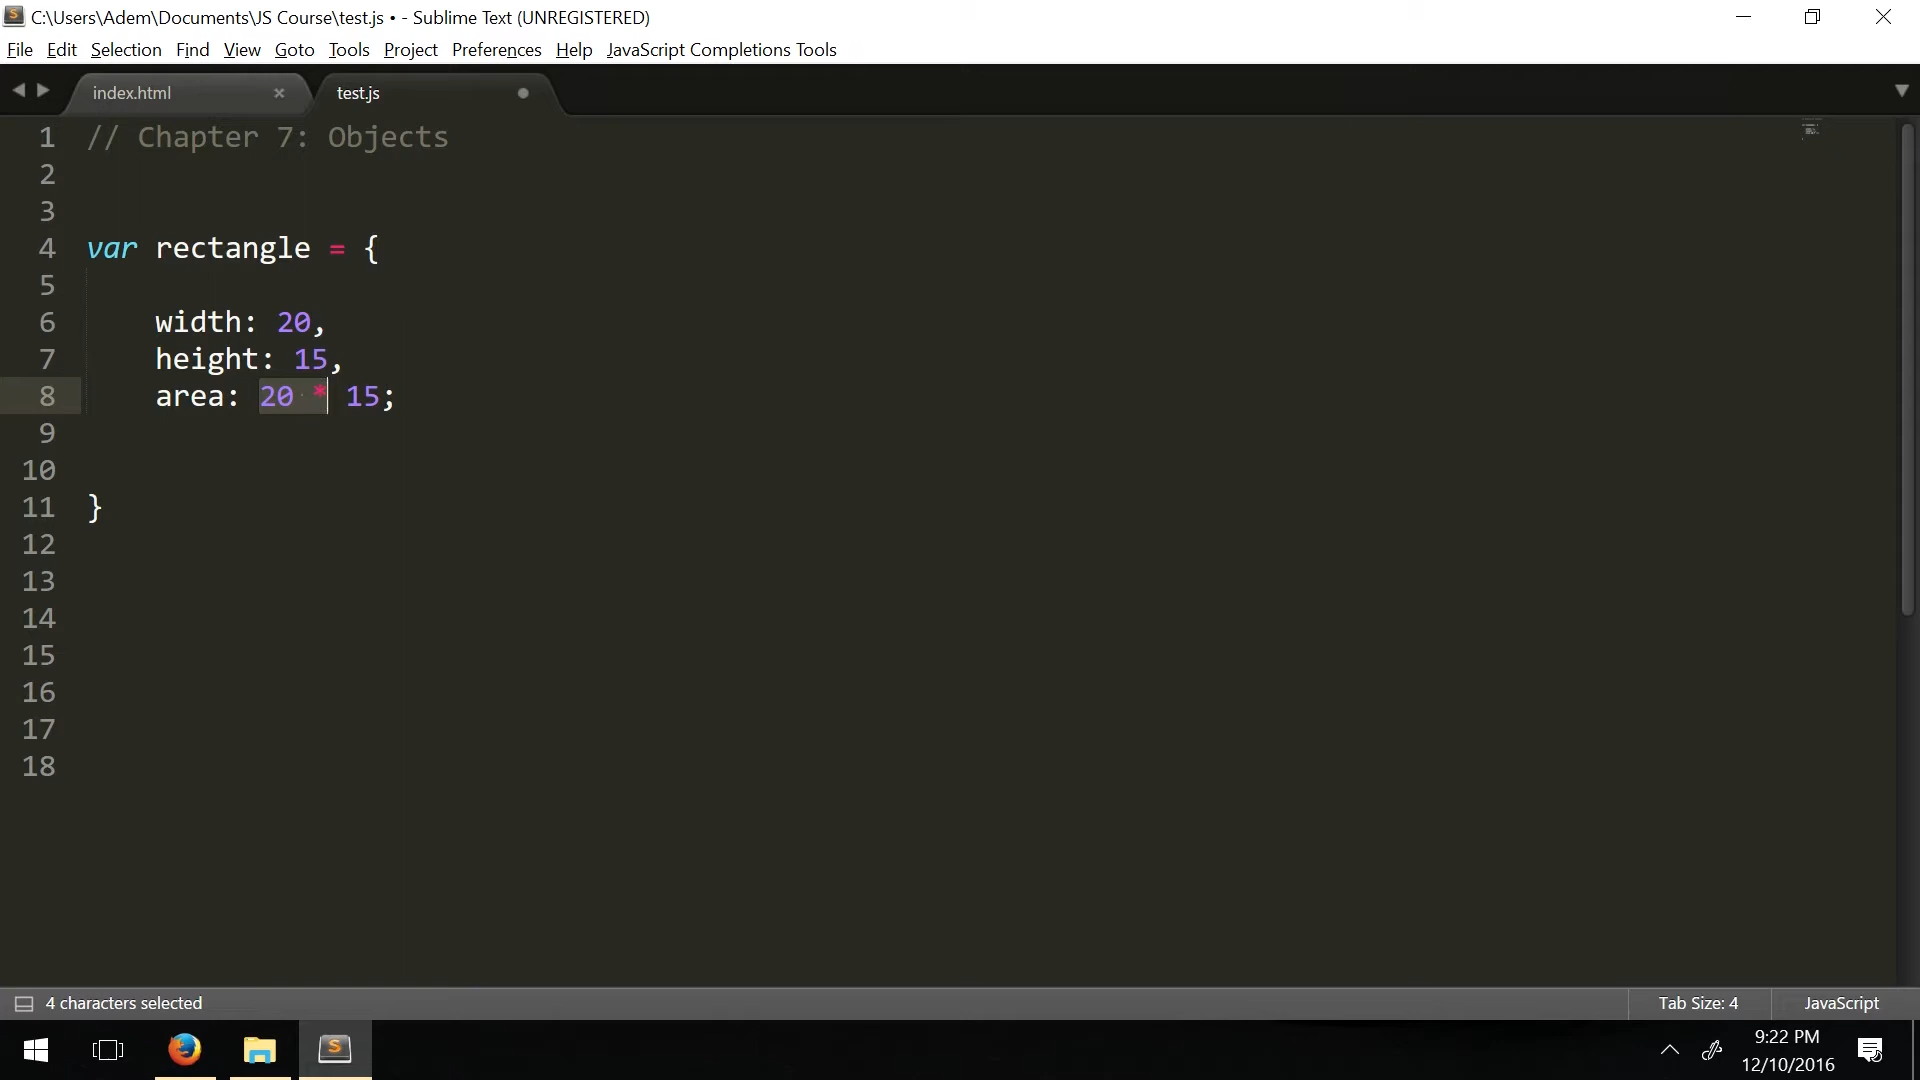 C:\Users\Adem\Documents\JS Course\test.js • - Sublime Text (UNREGISTERED)
File Edit Selection Find View Goto Tools Project Preferences Help JavaScript Completions Tools
index.html × test.js
1 // Chapter 7: Objects
2
3
4 var rectangle = {
5
6 width: 20,
7 height: 15,
8 area: 20 * 15;
9
10
11 }
12
13
14
15
16
17
18
4 characters selected Tab Size: 4 JavaScript
9:22 PM
12/10/2016